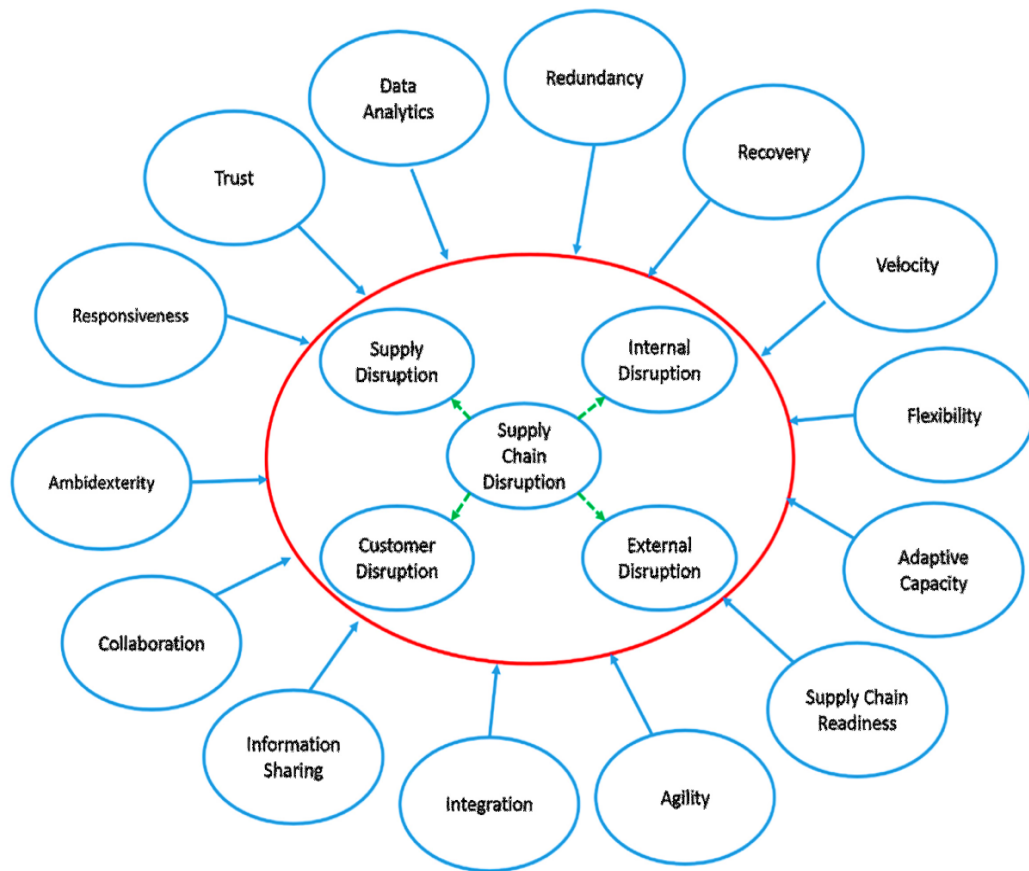 Data
Analytics
Redundancy
Recovery
Trust
Velocity
Responsiveness
Supply
Disruption
Internal
Disruption
Flexibility
Supply
Chain
Disruption
Ambidexterity
Customer
Disruption
External
Disruption
Adaptive
Capacity
Collaboration
Supply Chain
Readiness
Information
Sharing
Integration
Agility